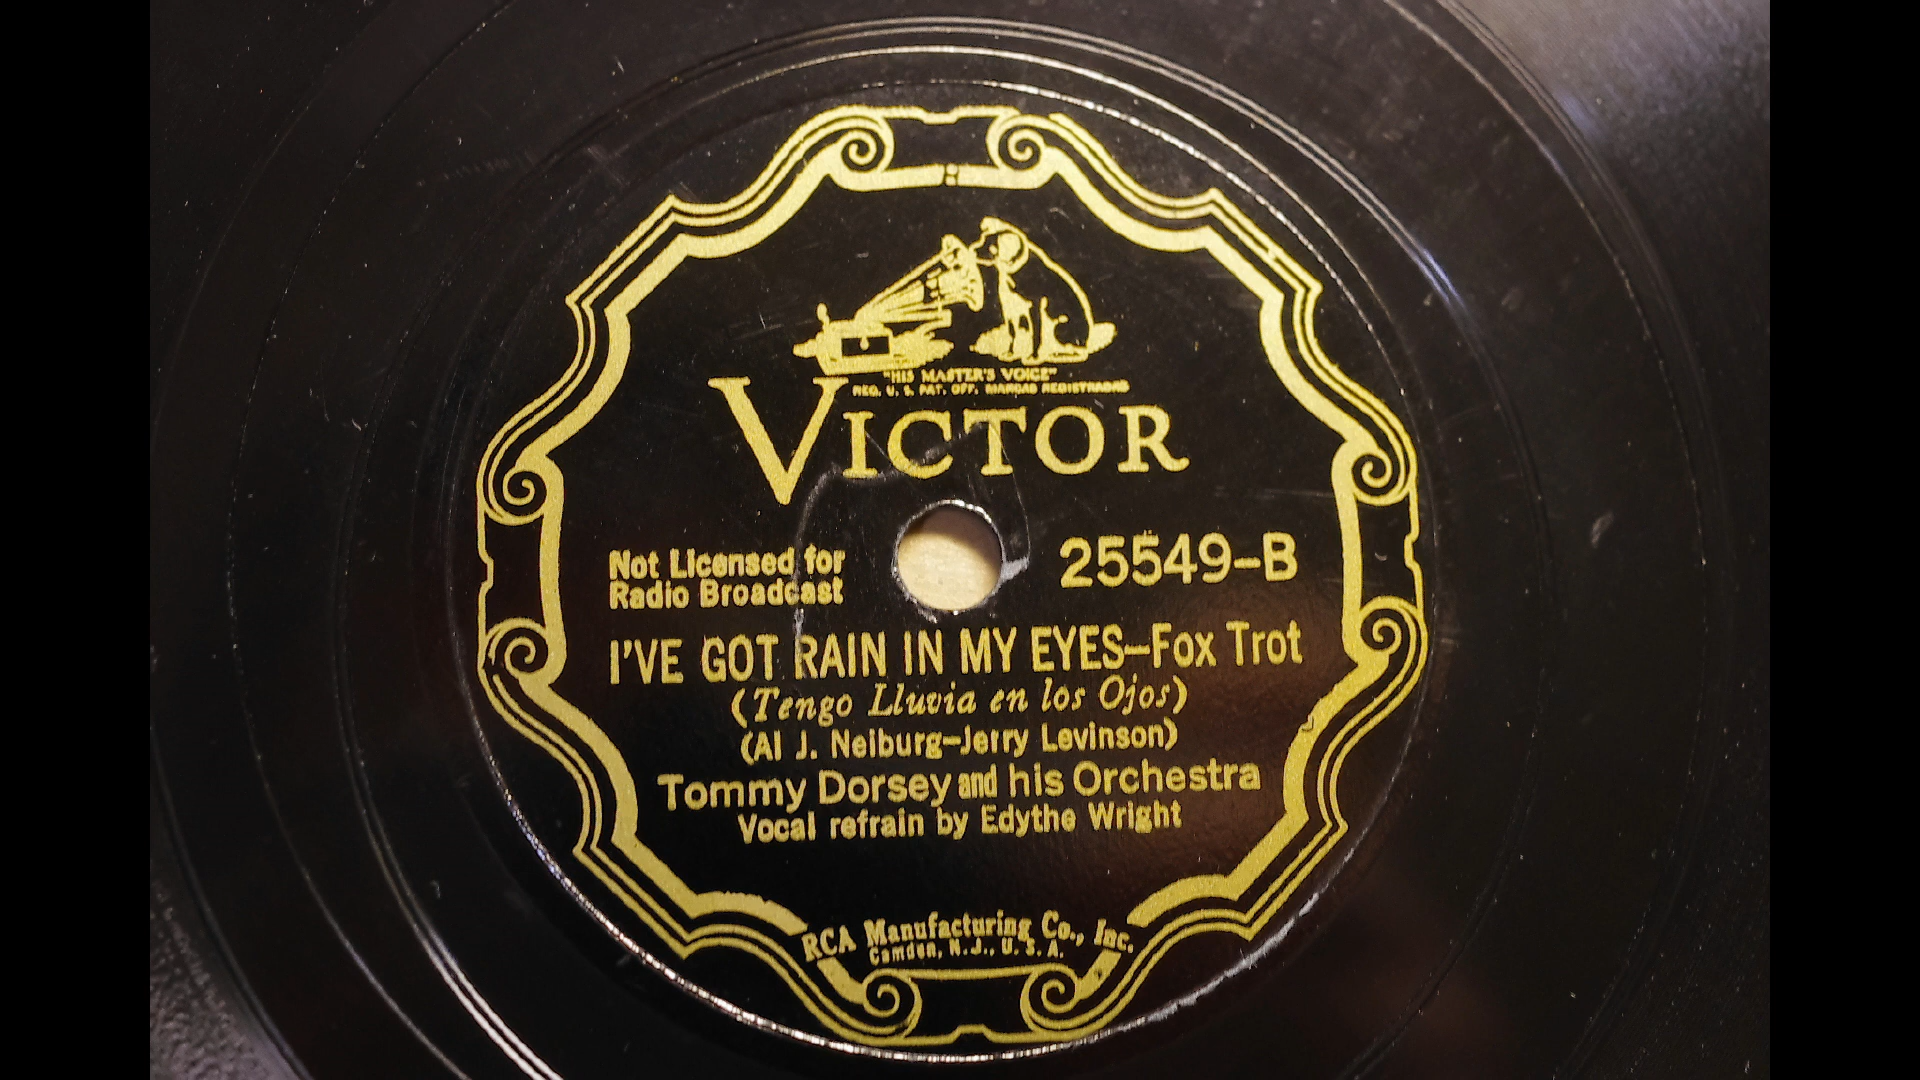 "HIS MASTER'S VOICE"
REG. U. S. PAT. OFF. MARCAS REGISTRADAS
VICTOR
Not Licensed for
Radio Broadcast
25549-B
I'VE GOT RAIN IN MY EYES—Fox Trot
(Tengo Lluvia en los Ojos)
(Al J. Neiburg-Jerry Levinson)
Tommy Dorsey and his Orchestra
Vocal refrain by Edythe Wright
RCA Manufacturing Co., Inc.
Camden, N.J., U.S.A.